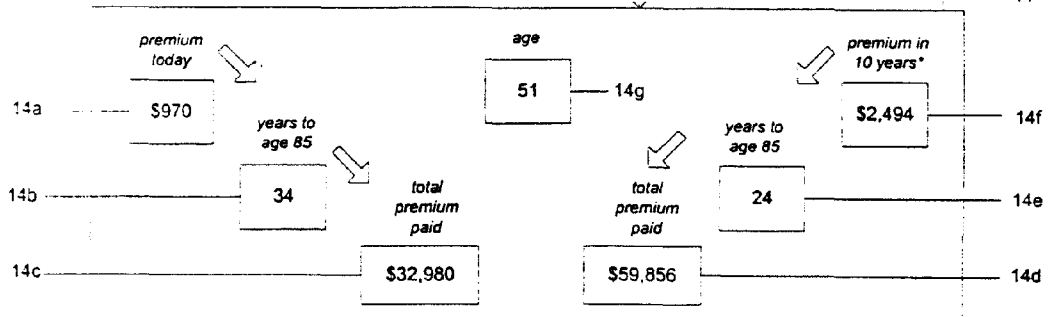 premium
today
age
premium in
10 years*
14a
$970
51
14g
$2,494
14f
years to
age 85
years to
age 85
14b
34
total
premium
paid
total
premium
paid
24
14e
14c
$32,980
$59,856
14d